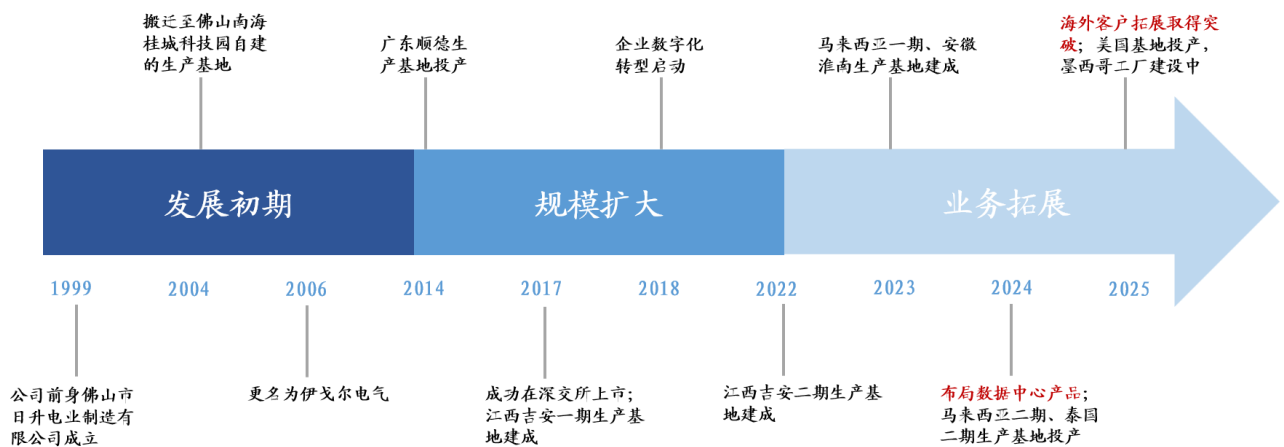 搬迁至佛山南海
桂城科技园自建
的生产基地
广东顺德生
产基地投产
企业数字化
转型启动
马来西亚一期、安徽
淮南生产基地建成
海外客户拓展取得突
破；美国基地投产，
墨西哥工厂建设中
发展初期
规模扩大
业务拓展
1999
2004
2006
2014
2017
2018
2022
2023
2024
2025
公司前身佛山市
日升电业制造有
限公司成立
更名为伊戈尔电气
成功在深交所上市；
江西吉安一期生产基
地建成
江西吉安二期生产基
地建成
布局数据中心产品；
马来西亚二期、泰国
二期生产基地投产